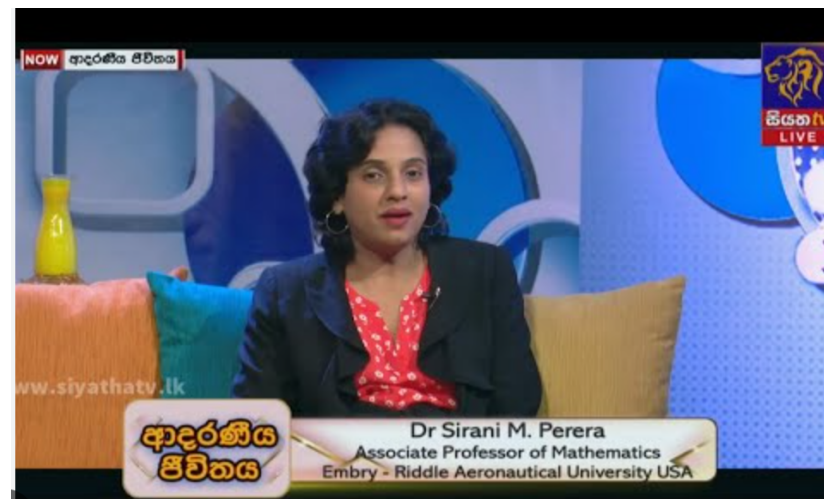 NOW ආදරණීය ජීවිතය
සියත tv
LIVE
www.siyathatv.lk
ආදරණීය
ජීවිතය
Dr Sirani M. Perera
Associate Professor of Mathematics
Embry - Riddle Aeronautical University USA